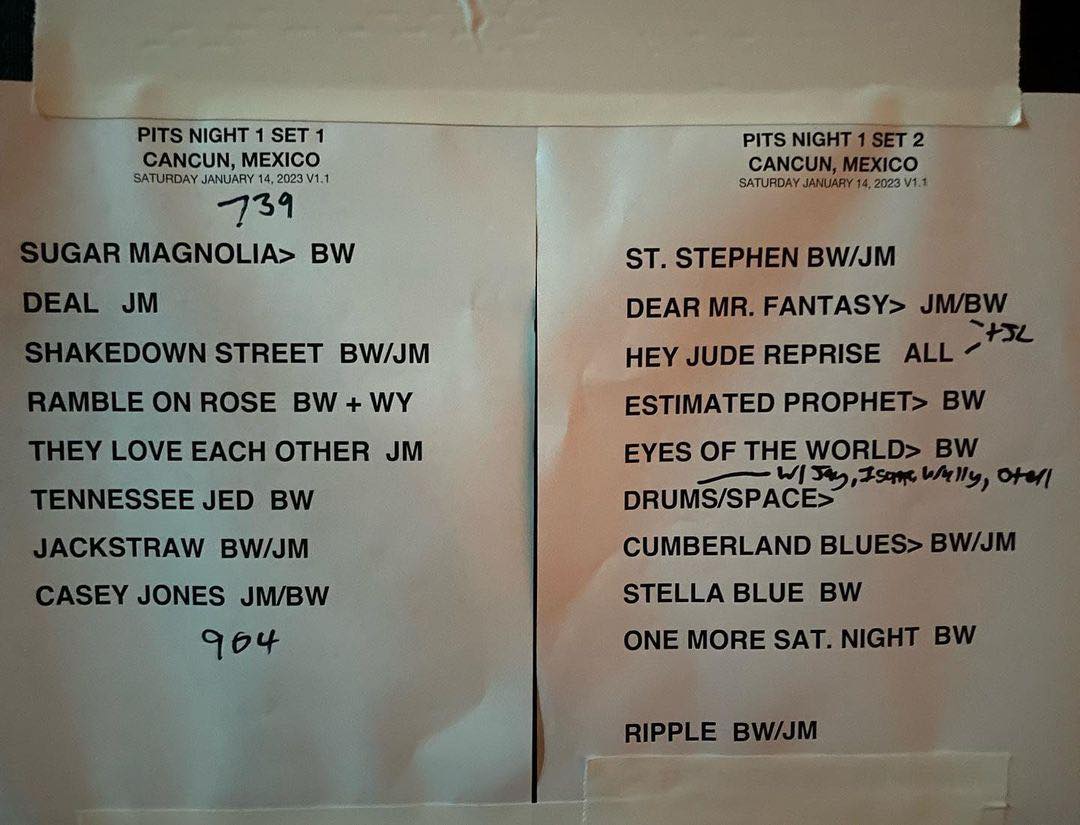 PITS NIGHT 1 SET 1
CANCUN, MEXICO
SATURDAY JANUARY 14, 2023 V1.1
739
SUGAR MAGNOLIA> BW
DEAL JM
SHAKEDOWN STREET BW/JM
RAMBLE ON ROSE BW + WY
THEY LOVE EACH OTHER JM
TENNESSEE JED BW
JACKSTRAW BW/JM
CASEY JONES JM/BW
904
PITS NIGHT 1 SET 2
CANCUN, MEXICO
SATURDAY JANUARY 14, 2023 V1.1
ST. STEPHEN BW/JM
DEAR MR. FANTASY> JM/BW
+JL
HEY JUDE REPRISE ALL
ESTIMATED PROPHET> BW
EYES OF THE WORLD> BW
W/ Jay, Wally, Oteil
DRUMS/SPACE>
CUMBERLAND BLUES> BW/JM
STELLA BLUE BW
ONE MORE SAT. NIGHT BW
RIPPLE BW/JM